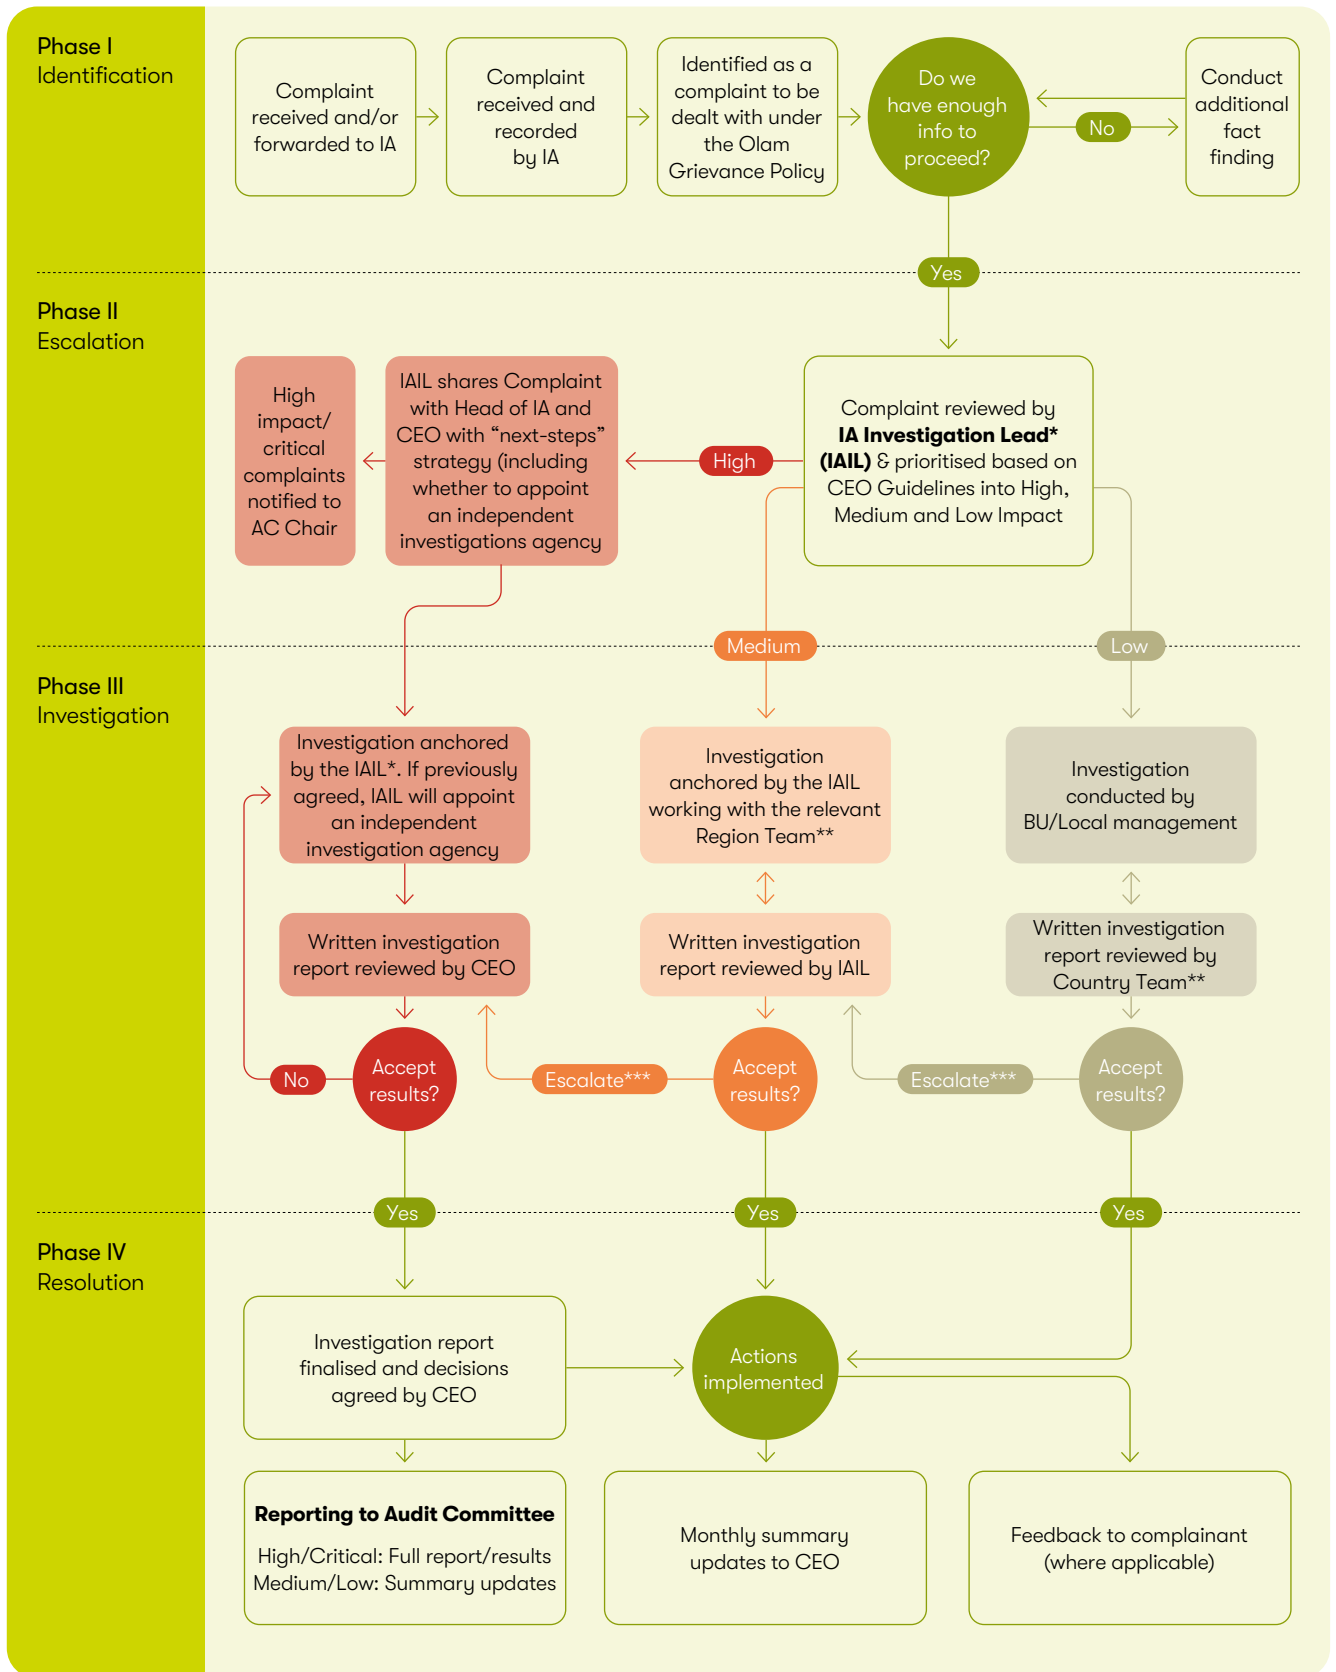 Phase I
Identification
Complaint
received and/or
forwarded to IA
Complaint
received and
recorded
by IA
Identified as a
complaint to be
dealt with under
the Olam
Grievance Policy
Do we
have enough
info to
proceed?
No
Conduct
additional
fact
finding
Yes
Phase II
Escalation
High
impact/
critical
complaints
notified to
AC Chair
IAIL shares Complaint
with Head of IA and
CEO with “next-steps”
strategy (including
whether to appoint
an independent
investigations agency
High
Complaint reviewed by
IA Investigation Lead*
(IAIL) & prioritised based on
CEO Guidelines into High,
Medium and Low Impact
Medium
Low
Phase III
Investigation
Investigation anchored
by the IAIL*. If previously
agreed, IAIL will appoint
an independent
investigation agency
Investigation
anchored by the IAIL
working with the relevant
Region Team**
Investigation
conducted by
BU/Local management
Written investigation
report reviewed by CEO
Written investigation
report reviewed by IAIL
Written investigation
report reviewed by
Country Team**
No
Accept
results?
Escalate***
Accept
results?
Escalate***
Accept
results?
Yes
Yes
Yes
Phase IV
Resolution
Investigation report
finalised and decisions
agreed by CEO
Actions
implemented
Reporting to Audit Committee
High/Critical: Full report/results
Medium/Low: Summary updates
Monthly summary
updates to CEO
Feedback to complainant
(where applicable)